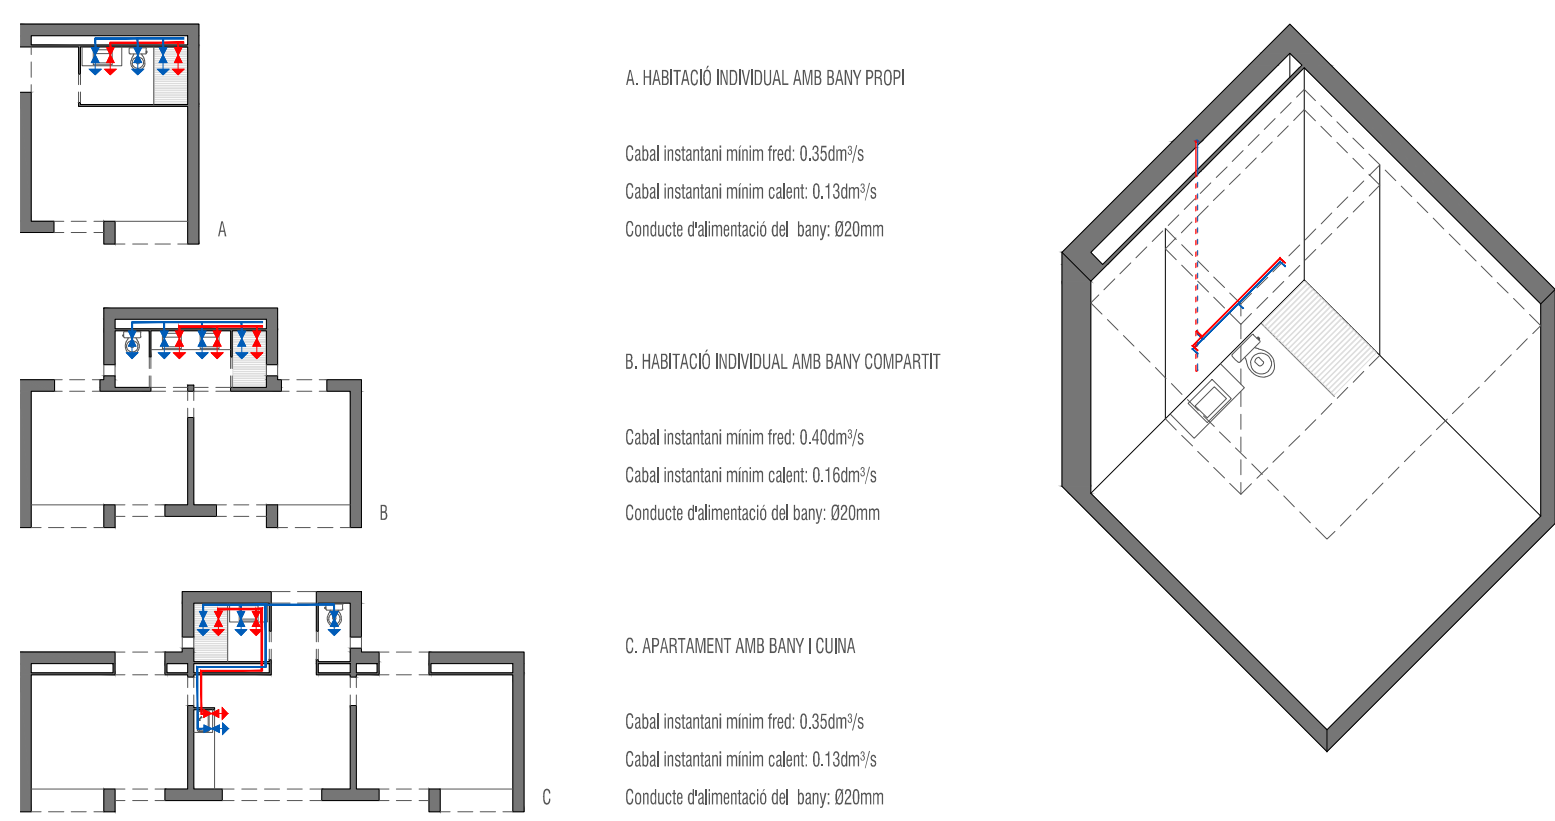 A. HABITACIÓ INDIVIDUAL AMB BANY PROPI
Cabal instantani mínim fred: 0.35dm³/s
Cabal instantani mínim calent: 0.13dm³/s
Conducte d'alimentació del bany: Ø20mm
A
B. HABITACIÓ INDIVIDUAL AMB BANY COMPARTIT
Cabal instantani mínim fred: 0.40dm³/s
Cabal instantani mínim calent: 0.16dm³/s
Conducte d'alimentació del bany: Ø20mm
B
C. APARTAMENT AMB BANY I CUINA
Cabal instantani mínim fred: 0.35dm³/s
Cabal instantani mínim calent: 0.13dm³/s
Conducte d'alimentació del bany: Ø20mm
C